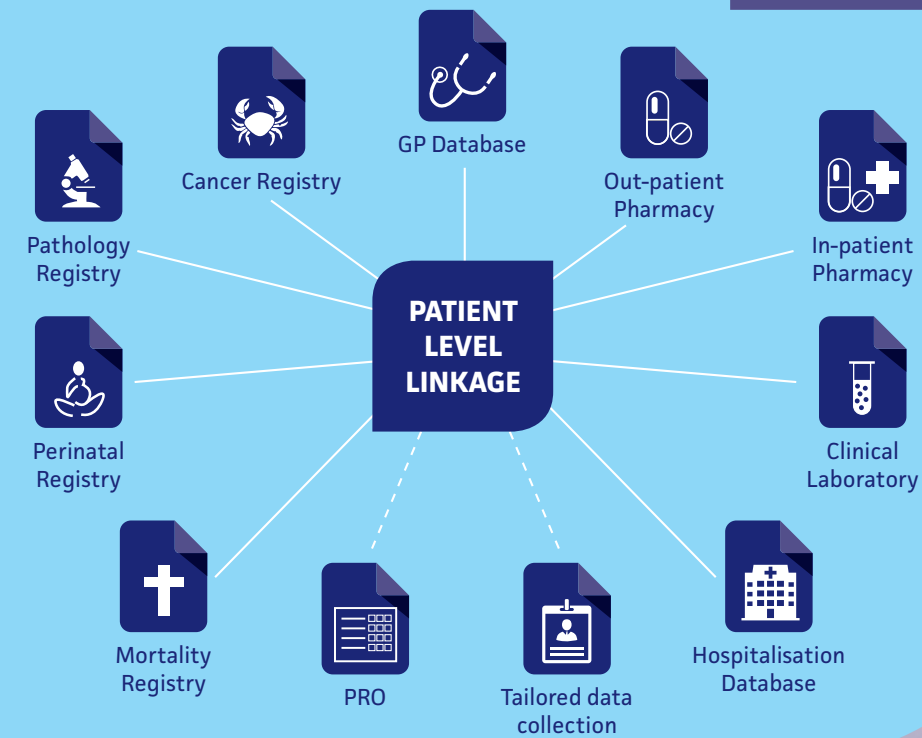 GP Database
Cancer Registry
Out-patient
Pharmacy
Pathology
Registry
In-patient
Pharmacy
PATIENT
LEVEL
LINKAGE
Perinatal
Registry
Clinical
Laboratory
Mortality
Registry
PRO
Tailored data
collection
Hospitalisation
Database